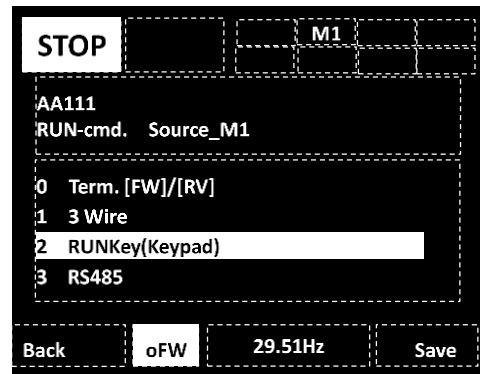 STOP M1
AA111
RUN-cmd. Source_M1
0 Term. [FW]/[RV]
1 3 Wire
2 RUNKey(Keypad)
3 RS485
Back oFW 29.51Hz Save